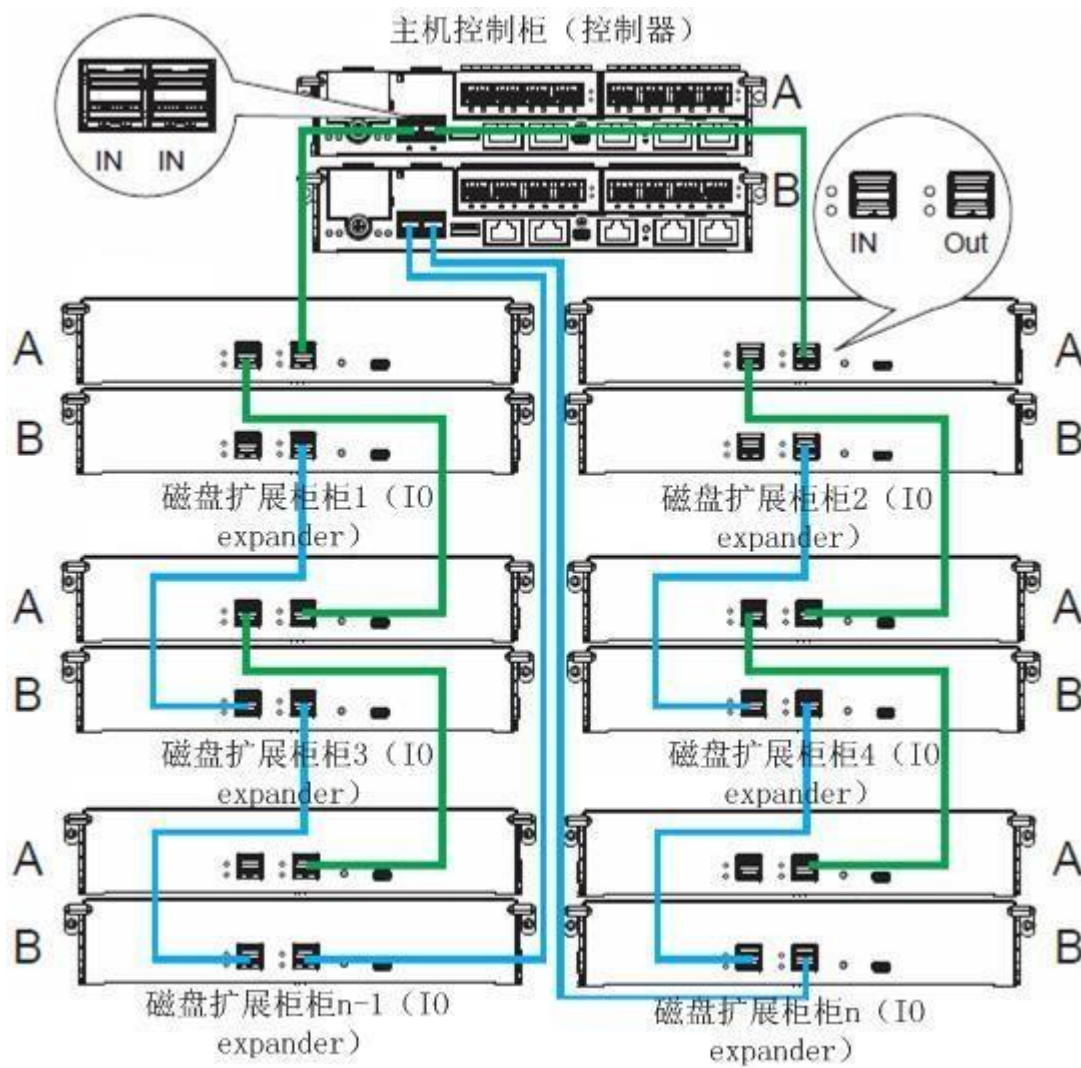 主机控制柜（控制器）
A
IN IN
B
IN Out
A
A
B
B
磁盘扩展柜柜1（IO
expander）
磁盘扩展柜柜2（IO
expander）
A
A
B
B
磁盘扩展柜柜3（IO
expander）
磁盘扩展柜柜4（IO
expander）
A
A
B
B
磁盘扩展柜柜n-1（IO
expander）
磁盘扩展柜柜n（IO
expander）